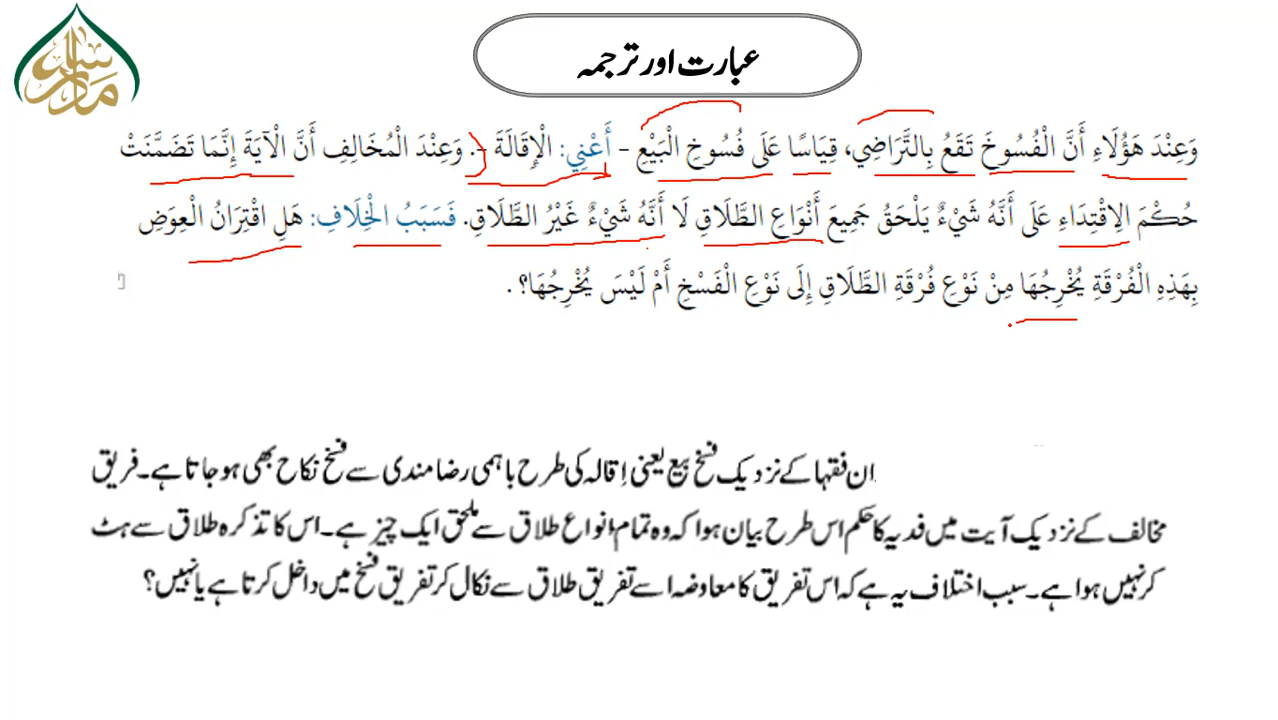 مدارس
عبارت اور ترجمہ
وَعِنْدَ هَؤُلَاءِ أَنَّ الْفُسُوخَ تَقَعُ بِالتَّرَاضِي، قِيَاسًا عَلَى فُسُوخِ الْبَيْعِ - أَعْنِي: الْإِقَالَةَ -. وَعِنْدَ الْمُخَالِفِ أَنَّ الْآيَةَ إِنَّمَا تَضَمَّنَتْ
حُكْمَ الِاقْتِدَاءِ عَلَى أَنَّهُ شَيْءٌ يَلْحَقُ جَمِيعَ أَنْوَاعِ الطَّلَاقِ لَا أَنَّهُ شَيْءٌ غَيْرُ الطَّلَاقِ. فَسَبَبُ الْخِلَافِ: هَلِ اقْتِرَانُ الْعِوَضِ
بِهَذِهِ الْفُرْقَةِ يُخْرِجُهَا مِنْ نَوْعِ فُرْقَةِ الطَّلَاقِ إِلَى نَوْعِ الْفَسْخِ أَمْ لَيْسَ يُخْرِجُهَا؟ .
ان فقہا کے نزدیک فسخ بیع یعنی اِقالہ کی طرح باہمی رضامندی سے فسخ نکاح بھی ہوجاتا ہے۔ فریق
مخالف کے نزدیک آیت میں فدیہ کا حکم اس طرح بیان ہوا کہ وہ تمام انواع طلاق سے ملحق ایک چیز ہے۔ اس کا تذکرہ طلاق سے ہٹ
کر نہیں ہوا ہے۔ سبب اختلاف یہ ہے کہ اس تفریق کا معاوضہ اسے تفریق طلاق سے نکال کر تفریق فسخ میں داخل کرتا ہے یا نہیں؟